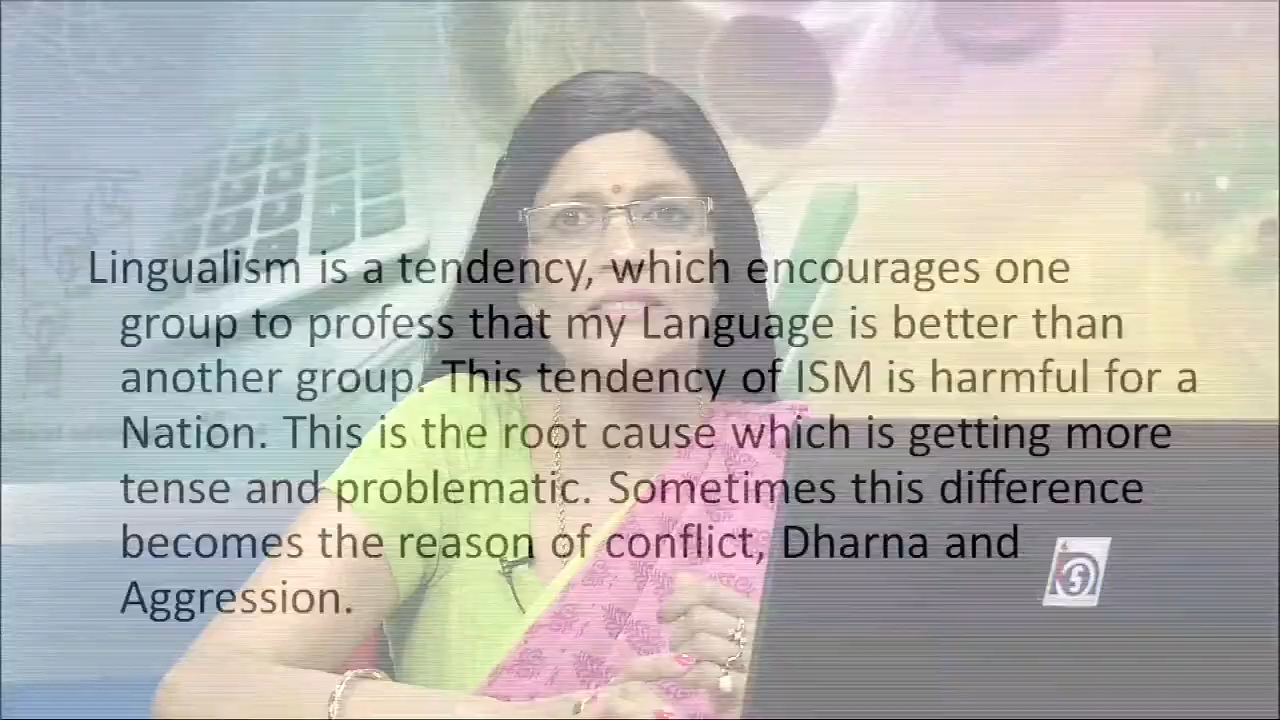 Lingualism is a tendency, which encourages one
group to profess that my Language is better than
another group. This tendency of ISM is harmful for a
Nation. This is the root cause which is getting more
tense and problematic. Sometimes this difference
becomes the reason of conflict, Dharna and
Aggression.